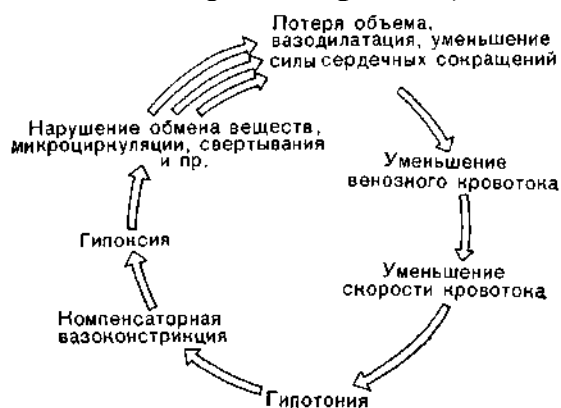 Потеря объема,
вазодилатация, уменьшение
силы сердечных сокращений
Уменьшение
венозного кровотока
Уменьшение
скорости кровотока
Гипотония
Компенсаторная
вазоконстрикция
Гипоксия
Нарушение обмена веществ,
микроциркуляции, свертывания
и пр.